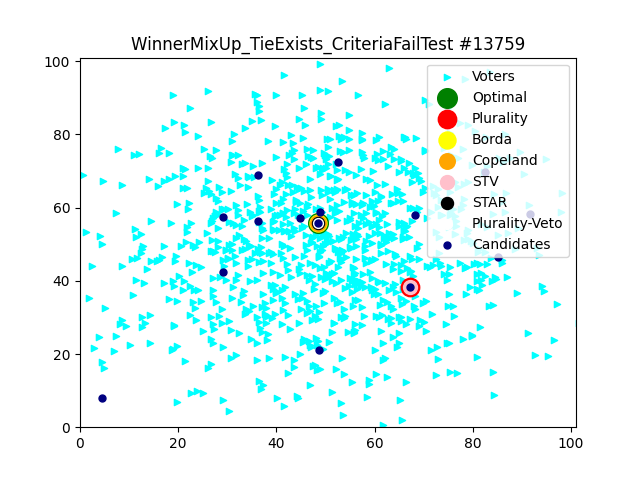 WinnerMixUp_TieExists_CriteriaFailTest #13759
100
80
60
40
20
0
0
20
40
60
80
100
Voters
Optimal
Plurality
Borda
Copeland
STV
STAR
Plurality-Veto
Candidates